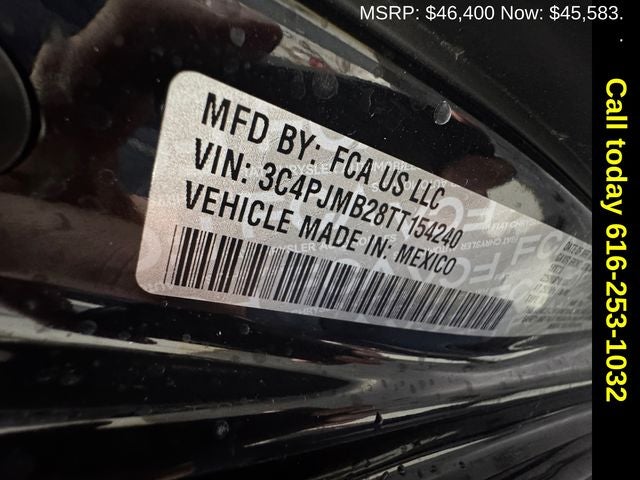 MSRP: $46,400 Now: $45,583.
MFD BY: FCA US LLC
VIN: 3C4PJMB28TT154240
VEHICLE MADE IN: MEXICO
Call today 616-253-1032